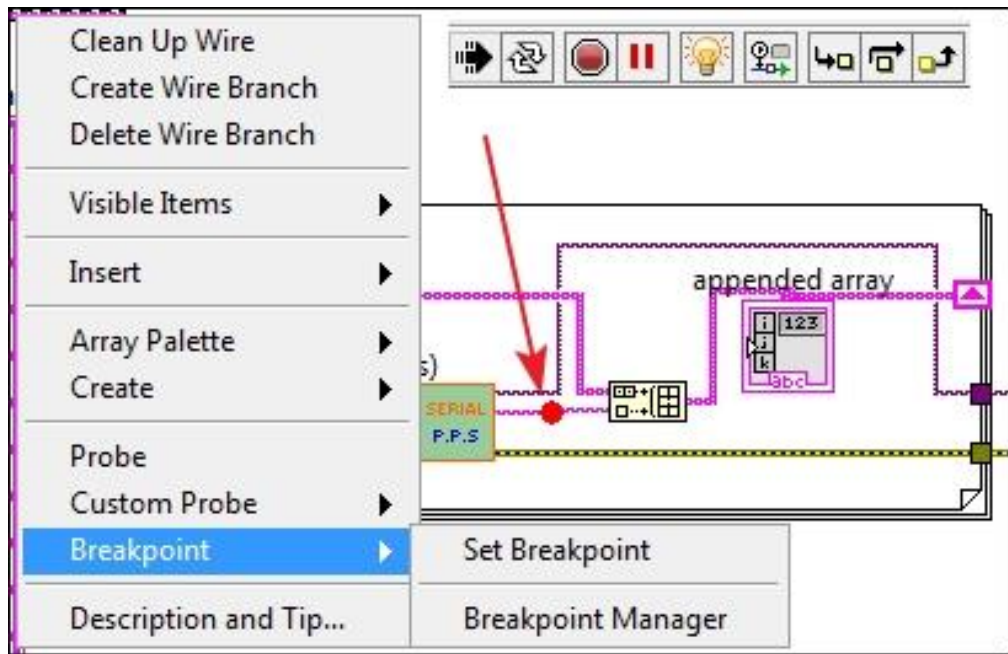 Clean Up Wire
Create Wire Branch
Delete Wire Branch
Visible Items
Insert
Array Palette
Create
Probe
Custom Probe
Breakpoint
Description and Tip...
Set Breakpoint
Breakpoint Manager
appended array
i 123
j
k
abc
s)
SERIAL
P.P.S